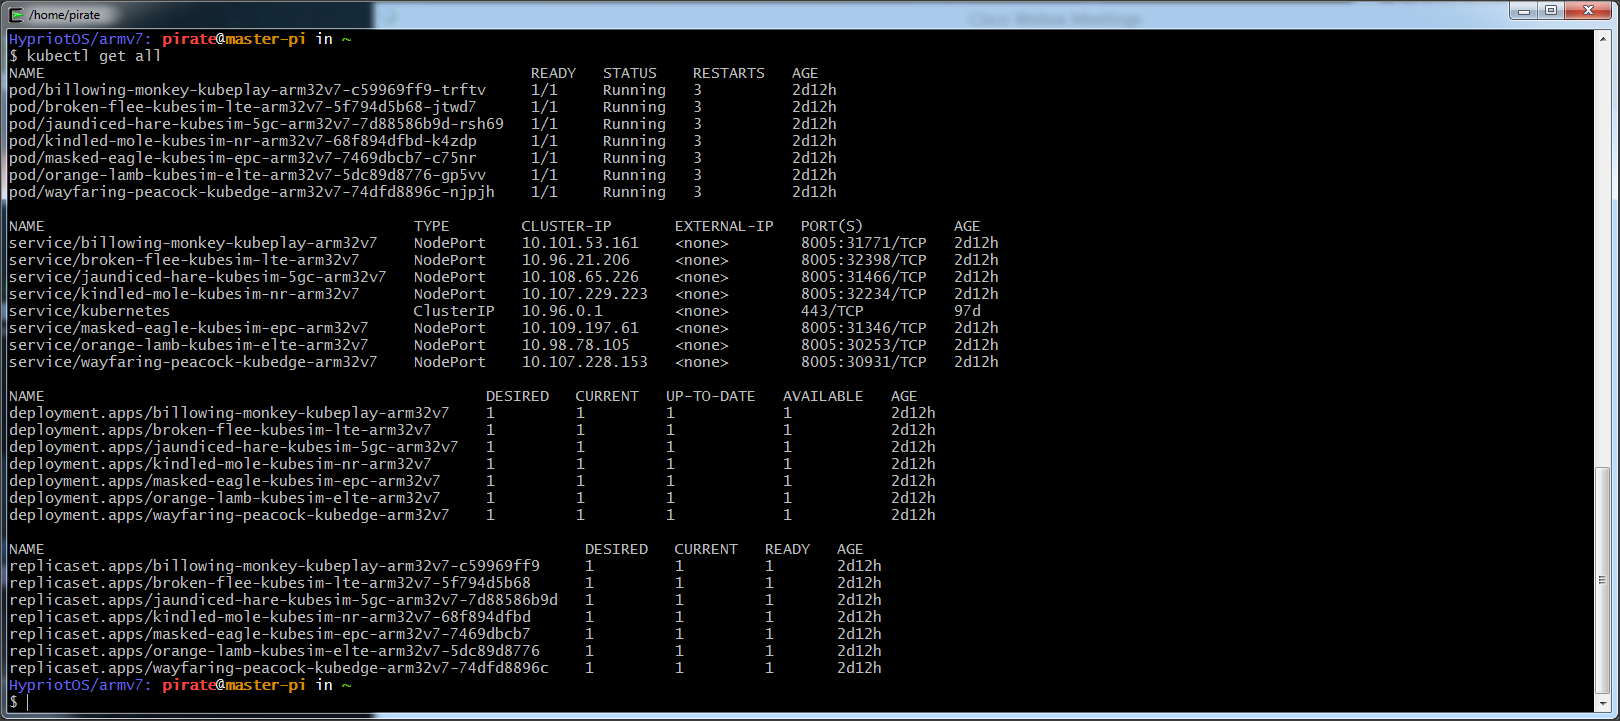 /home/pirate
Cisco Webex Meetings
HypriotOS/armv7: pirate@master-pi in ~
$ kubectl get all
NAME READY STATUS RESTARTS AGE
pod/billowing-monkey-kubeplay-arm32v7-c59969ff9-trftv 1/1 Running 3 2d12h
pod/broken-flee-kubesim-lte-arm32v7-5f794d5b68-jtwd7 1/1 Running 3 2d12h
pod/jaundiced-hare-kubesim-5gc-arm32v7-7d88586b9d-rsh69 1/1 Running 3 2d12h
pod/kindled-mole-kubesim-nr-arm32v7-68f894dfbd-k4zdp 1/1 Running 3 2d12h
pod/masked-eagle-kubesim-epc-arm32v7-7469dbcb7-c75nr 1/1 Running 3 2d12h
pod/orange-lamb-kubesim-elte-arm32v7-5dc89d8776-gp5vv 1/1 Running 3 2d12h
pod/wayfaring-peacock-kubedge-arm32v7-74dfd8896c-njpjh 1/1 Running 3 2d12h
NAME TYPE CLUSTER-IP EXTERNAL-IP PORT(S) AGE
service/billowing-monkey-kubeplay-arm32v7 NodePort 10.101.53.161 <none> 8005:31771/TCP 2d12h
service/broken-flee-kubesim-lte-arm32v7 NodePort 10.96.21.206 <none> 8005:32398/TCP 2d12h
service/jaundiced-hare-kubesim-5gc-arm32v7 NodePort 10.108.65.226 <none> 8005:31466/TCP 2d12h
service/kindled-mole-kubesim-nr-arm32v7 NodePort 10.107.229.223 <none> 8005:32234/TCP 2d12h
service/kubernetes ClusterIP 10.96.0.1 <none> 443/TCP 97d
service/masked-eagle-kubesim-epc-arm32v7 NodePort 10.109.197.61 <none> 8005:31346/TCP 2d12h
service/orange-lamb-kubesim-elte-arm32v7 NodePort 10.98.78.105 <none> 8005:30253/TCP 2d12h
service/wayfaring-peacock-kubedge-arm32v7 NodePort 10.107.228.153 <none> 8005:30931/TCP 2d12h
NAME DESIRED CURRENT UP-TO-DATE AVAILABLE AGE
deployment.apps/billowing-monkey-kubeplay-arm32v7 1 1 1 1 2d12h
deployment.apps/broken-flee-kubesim-lte-arm32v7 1 1 1 1 2d12h
deployment.apps/jaundiced-hare-kubesim-5gc-arm32v7 1 1 1 1 2d12h
deployment.apps/kindled-mole-kubesim-nr-arm32v7 1 1 1 1 2d12h
deployment.apps/masked-eagle-kubesim-epc-arm32v7 1 1 1 1 2d12h
deployment.apps/orange-lamb-kubesim-elte-arm32v7 1 1 1 1 2d12h
deployment.apps/wayfaring-peacock-kubedge-arm32v7 1 1 1 1 2d12h
NAME DESIRED CURRENT READY AGE
replicaset.apps/billowing-monkey-kubeplay-arm32v7-c59969ff9 1 1 1 2d12h
replicaset.apps/broken-flee-kubesim-lte-arm32v7-5f794d5b68 1 1 1 2d12h
replicaset.apps/jaundiced-hare-kubesim-5gc-arm32v7-7d88586b9d 1 1 1 2d12h
replicaset.apps/kindled-mole-kubesim-nr-arm32v7-68f894dfbd 1 1 1 2d12h
replicaset.apps/masked-eagle-kubesim-epc-arm32v7-7469dbcb7 1 1 1 2d12h
replicaset.apps/orange-lamb-kubesim-elte-arm32v7-5dc89d8776 1 1 1 2d12h
replicaset.apps/wayfaring-peacock-kubedge-arm32v7-74dfd8896c 1 1 1 2d12h
HypriotOS/armv7: pirate@master-pi in ~
$